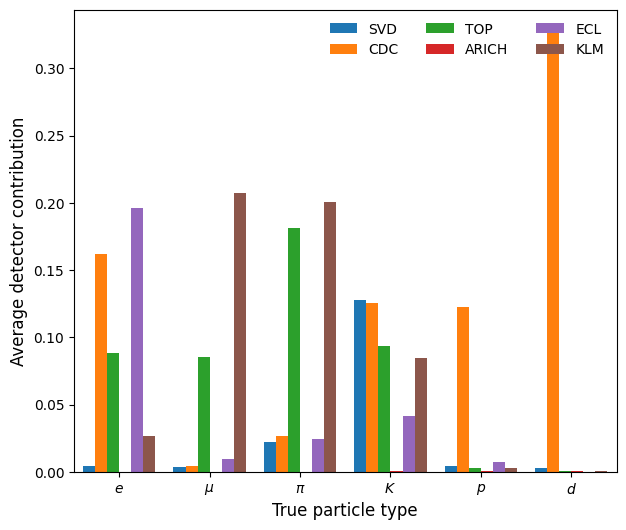 SVD TOP ECL
CDC ARICH KLM
Average detector contribution
0.30
0.25
0.20
0.15
0.10
0.05
0.00
e μ π K p d
True particle type